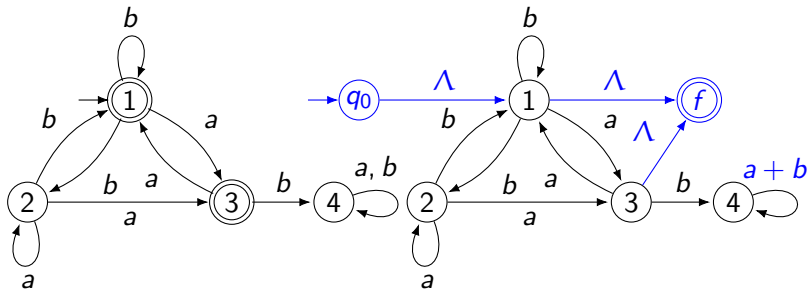 b b
q0 Λ 1 Λ f
1
b a b a Λ
b a b a a + b
a, b
2 a 3 b 4 2 a 3 b 4
a a